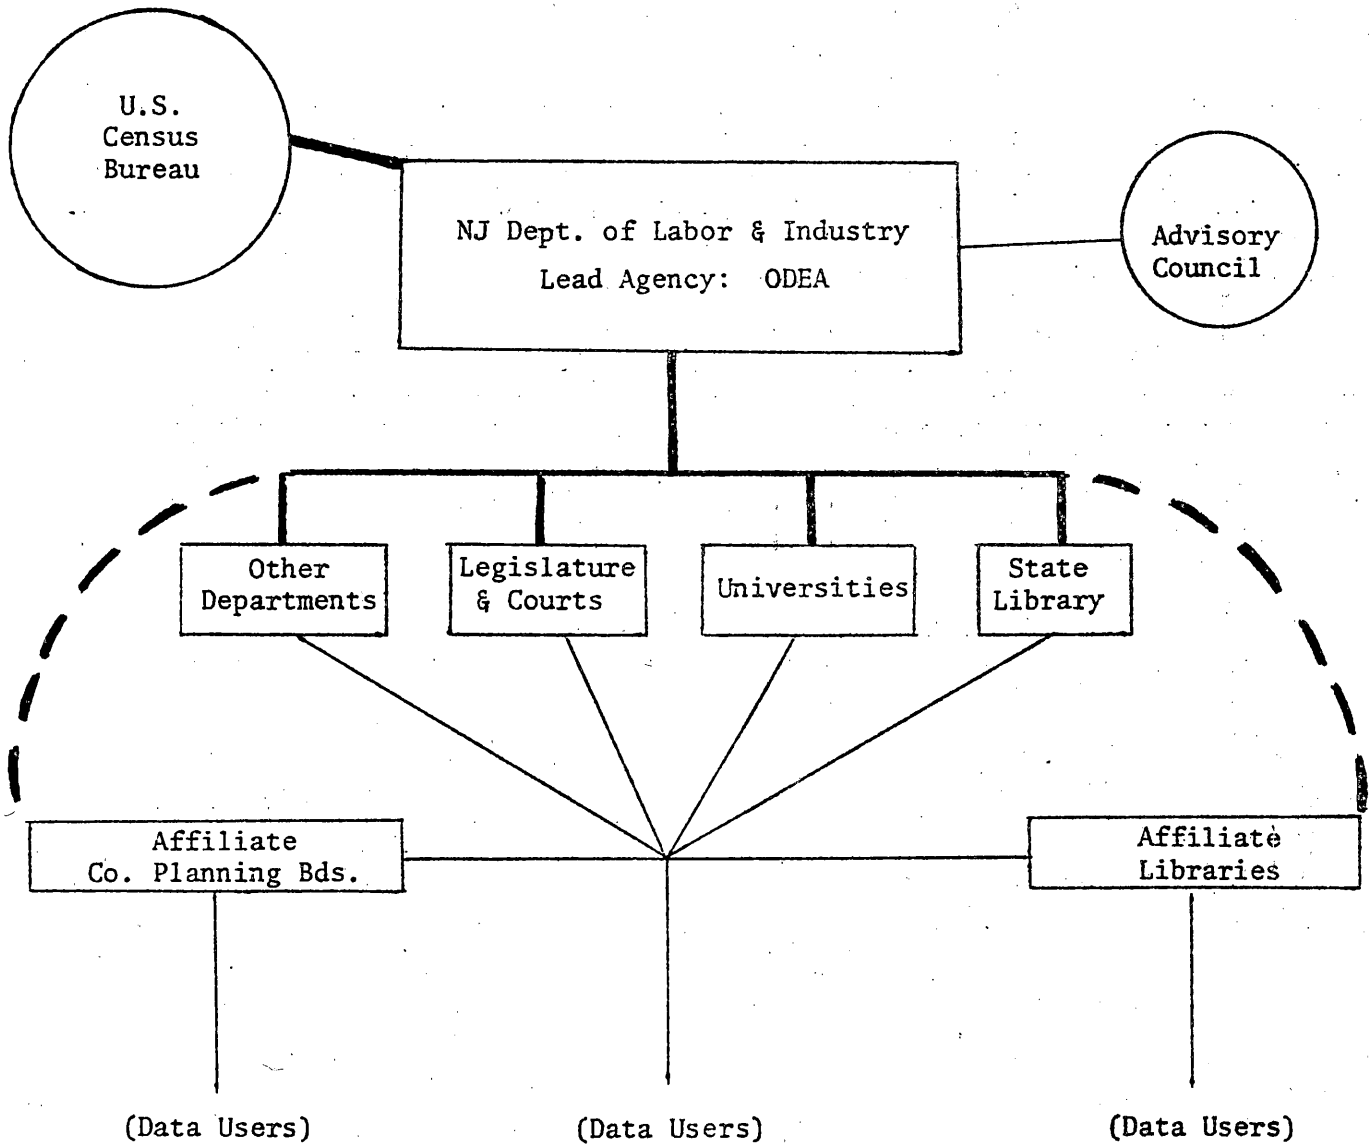 U.S.
Census
Bureau
NJ Dept. of Labor & Industry
Lead Agency: ODEA
Advisory
Council
Other
Departments
Legislature
& Courts
Universities
State
Library
Affiliate
Co. Planning Bds.
Affiliate
Libraries
(Data Users)
(Data Users)
(Data Users)